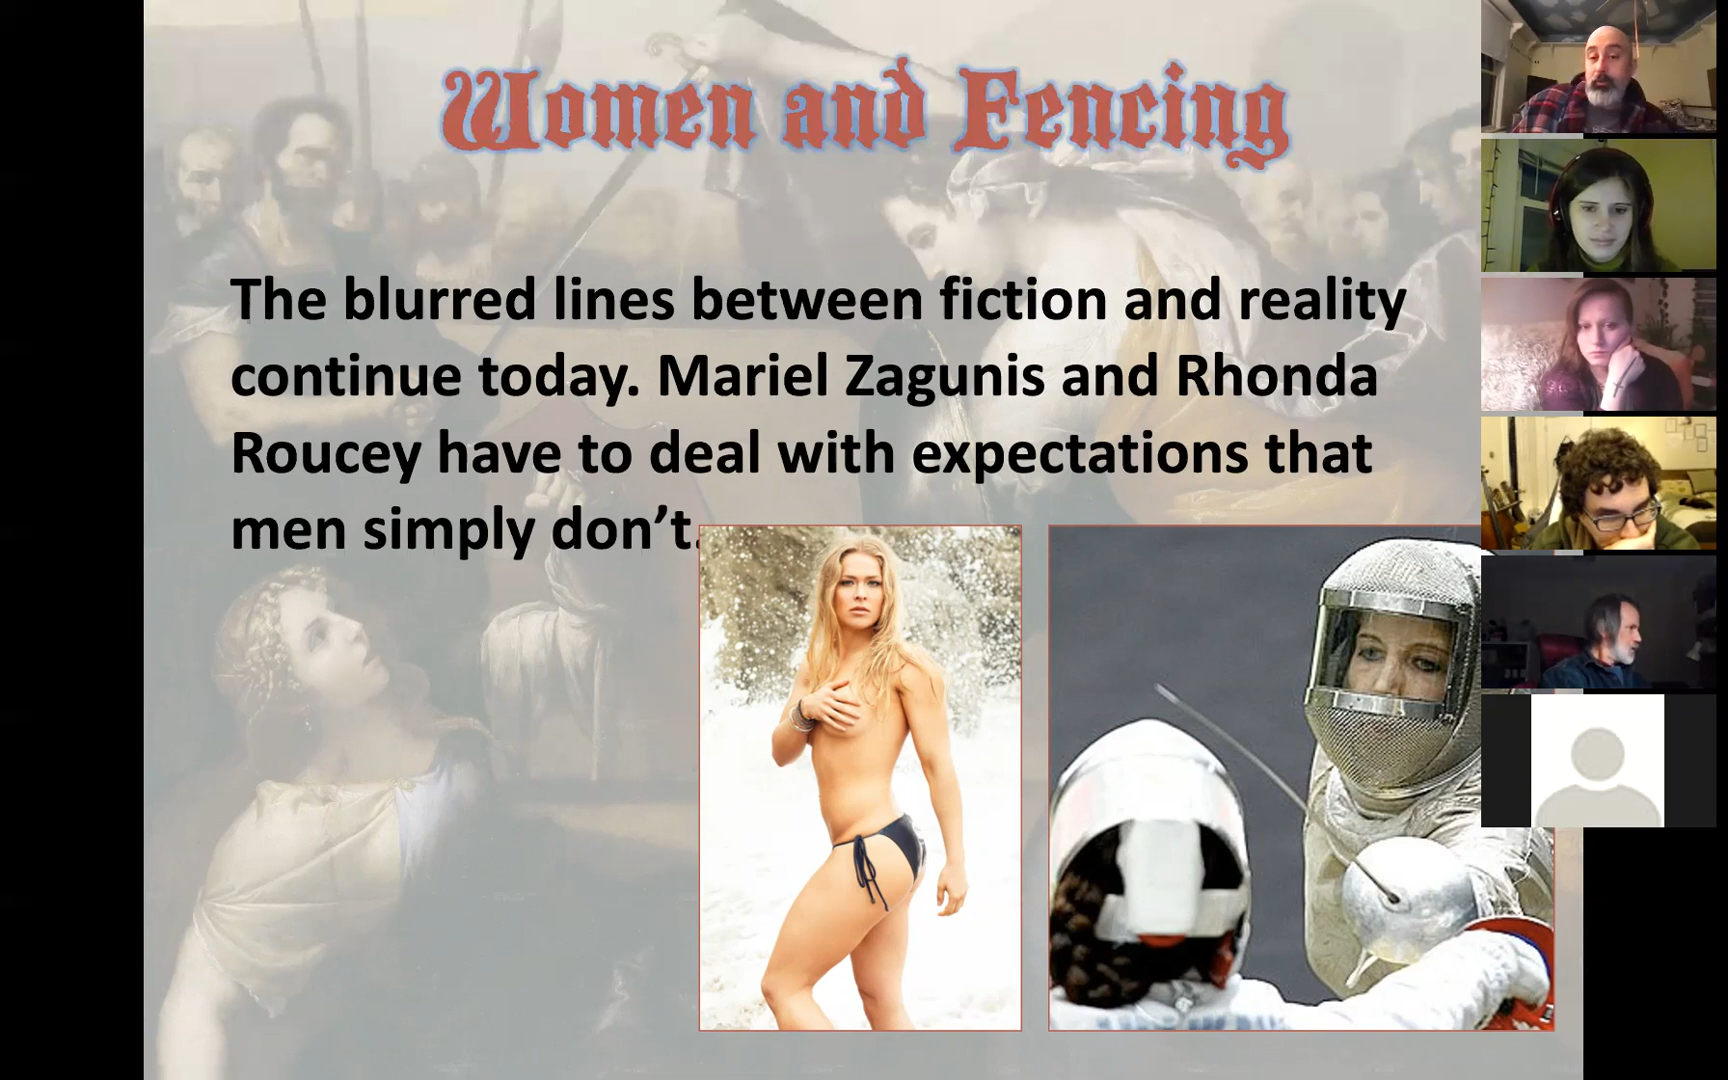 Women and Fencing
The blurred lines between fiction and reality
continue today. Mariel Zagunis and Rhonda
Roucey have to deal with expectations that
men simply don’t.